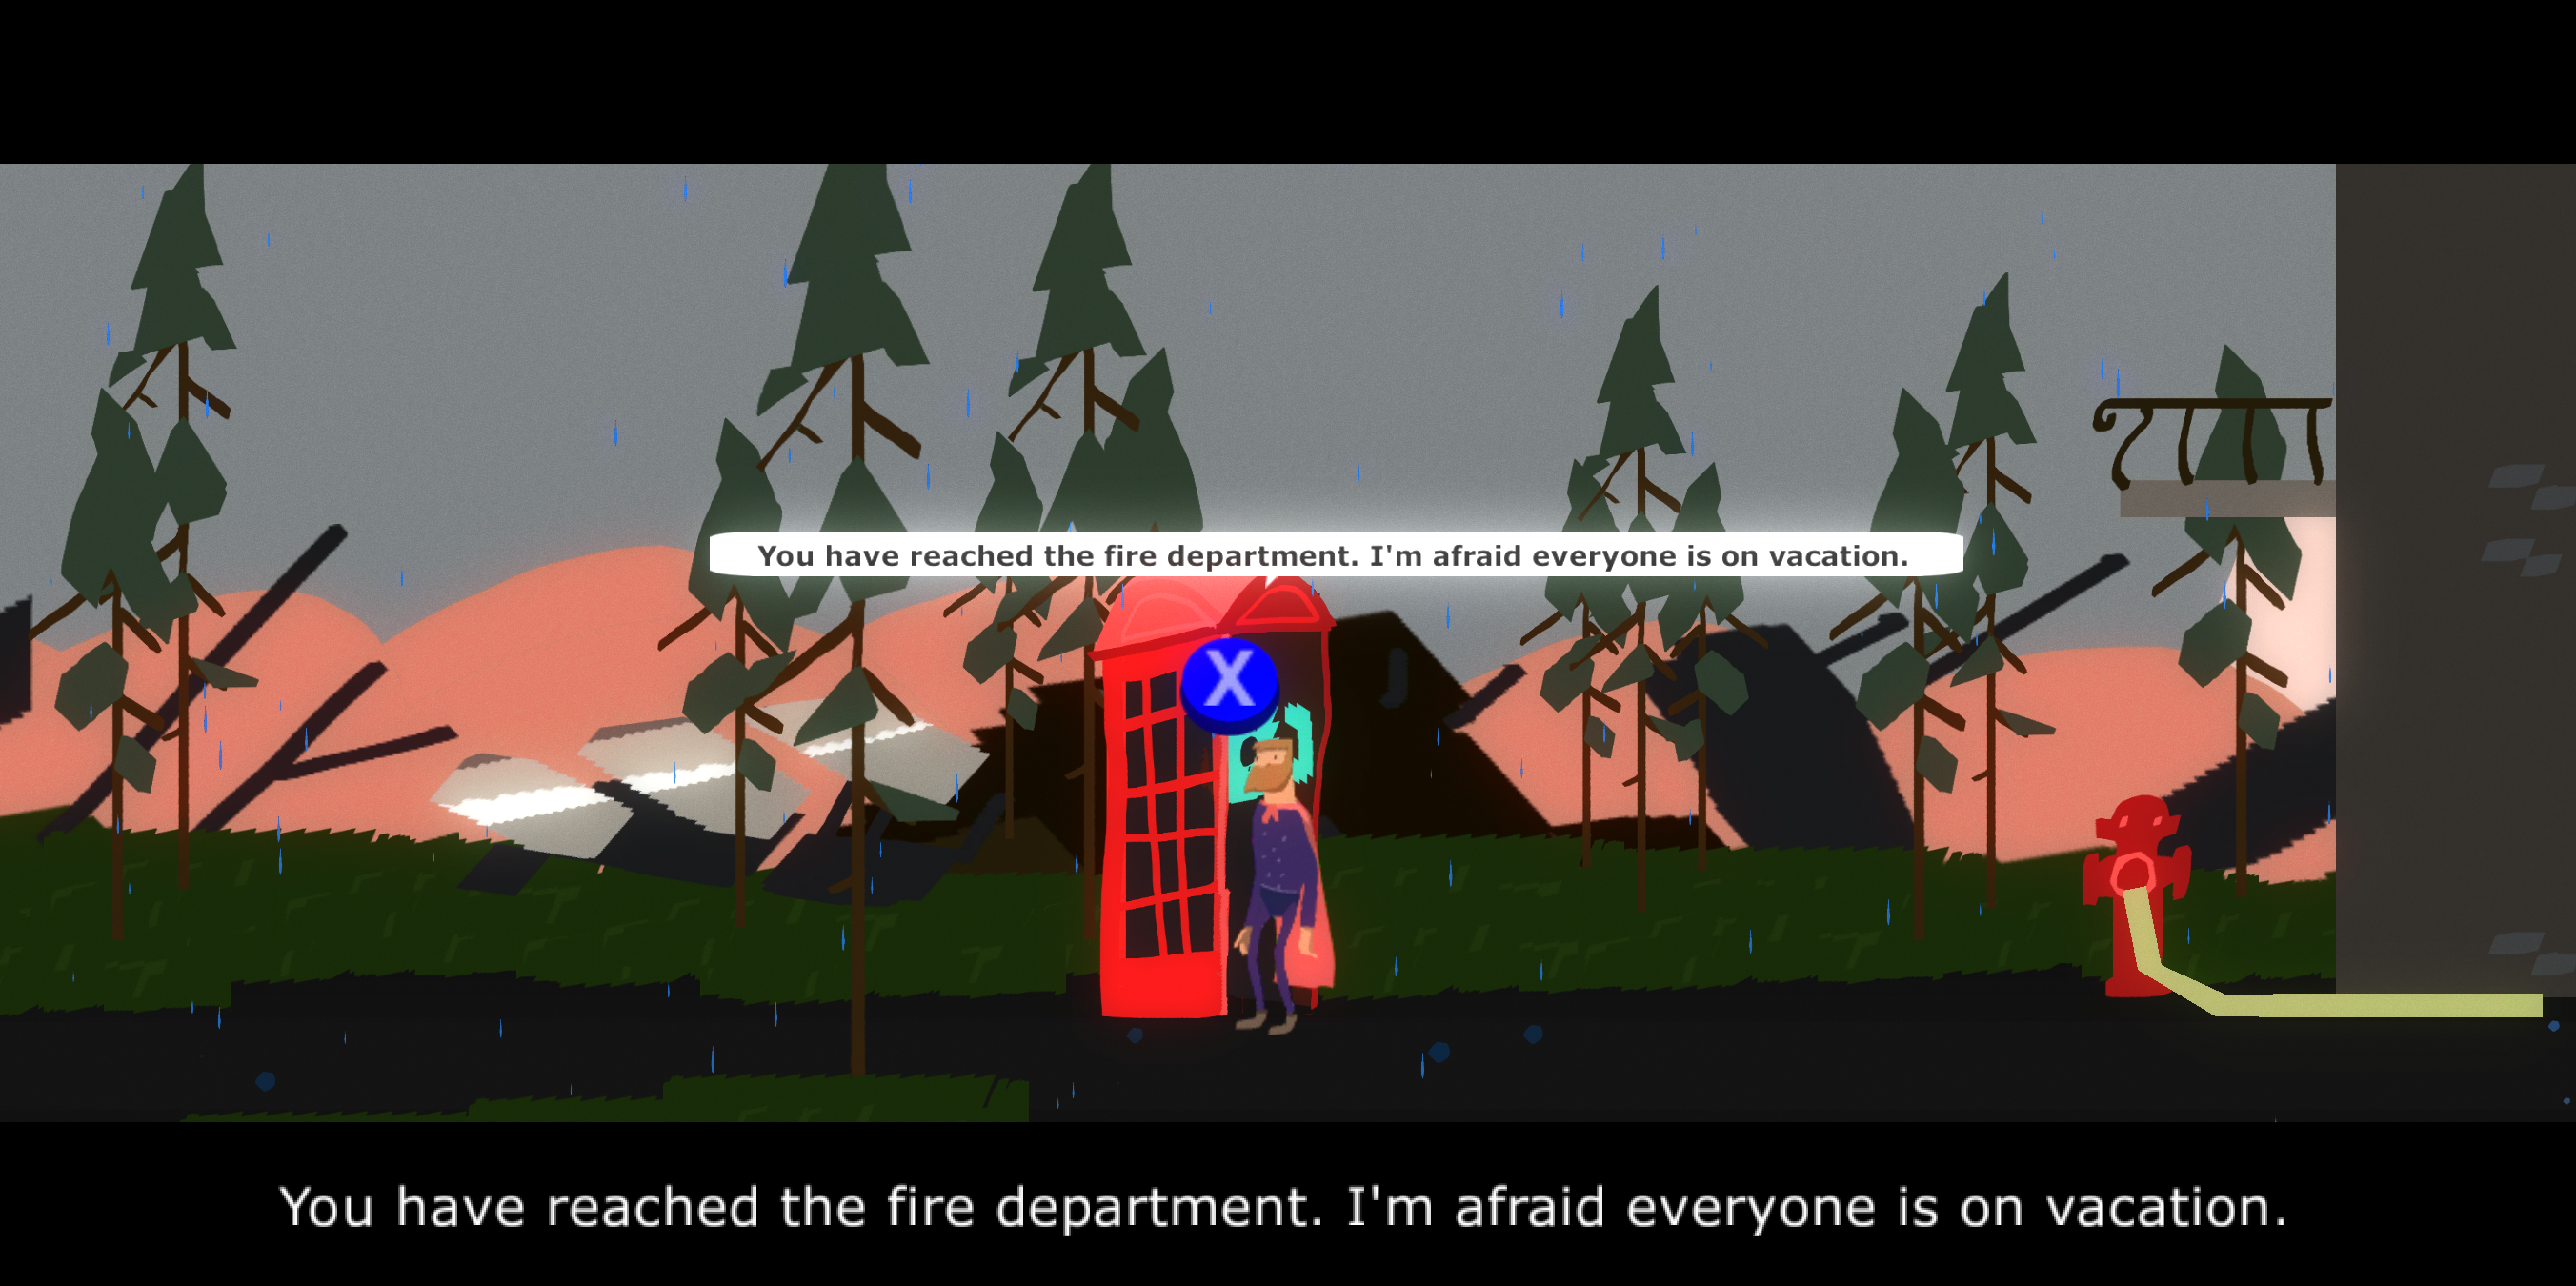 You have reached the fire department. I'm afraid everyone is on vacation.
X
You have reached the fire department. I'm afraid everyone is on vacation.